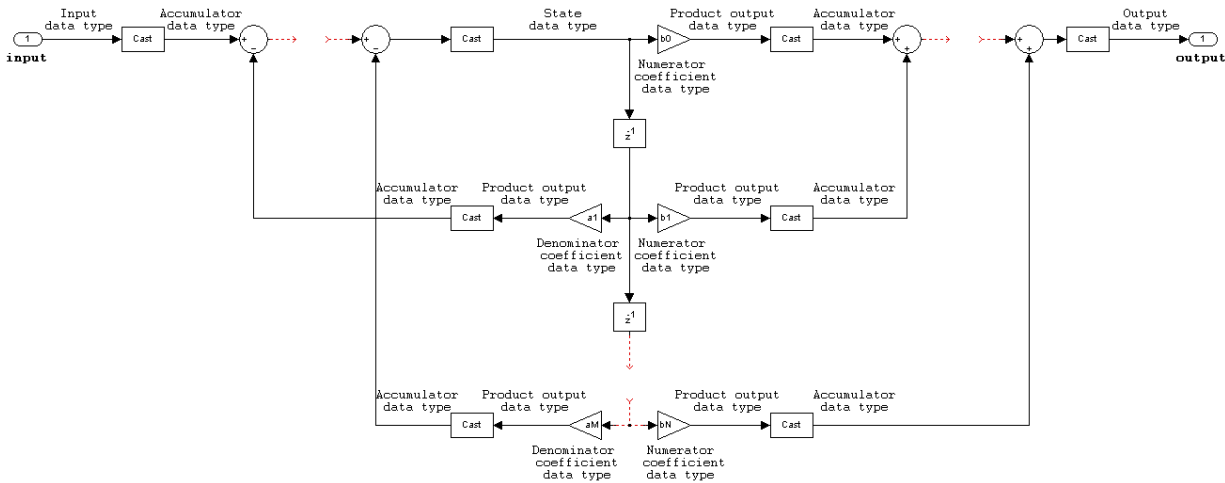 Input
data type
Accumulator
data type
State
data type
Product output
data type
Accumulator
data type
Output
data type
1
input
Cast
+
−
+
−
Cast
b0
Cast
+
+
+
+
Cast
1
output
Numerator
coefficient
data type
z-1
Accumulator
data type
Product output
data type
Product output
data type
Accumulator
data type
Cast
a1
b1
Cast
Denominator
coefficient
data type
Numerator
coefficient
data type
z-1
Accumulator
data type
Product output
data type
Product output
data type
Accumulator
data type
Cast
aM
bN
Cast
Denominator
coefficient
data type
Numerator
coefficient
data type